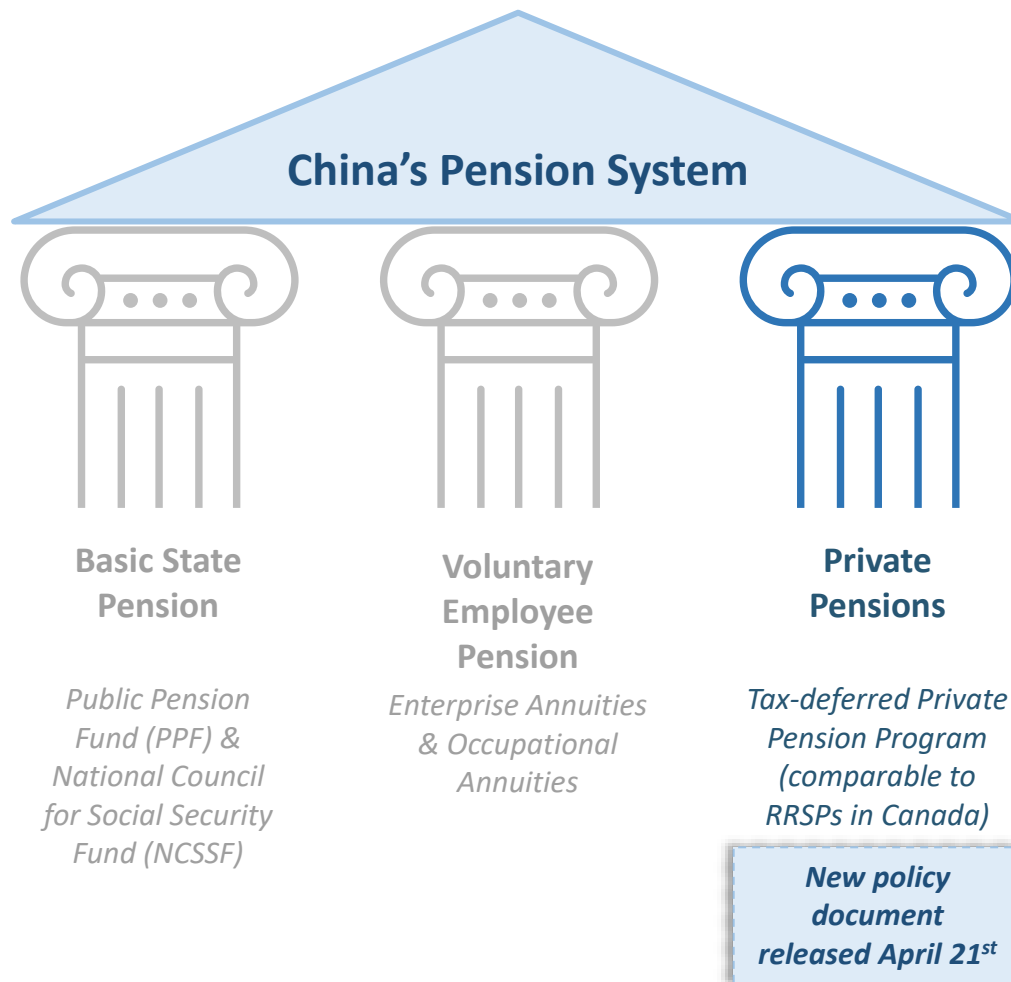 China’s Pension System
Basic State
Pension
Public Pension
Fund (PPF) &
National Council
for Social Security
Fund (NCSSF)
Voluntary
Employee
Pension
Enterprise Annuities
& Occupational
Annuities
Private
Pensions
Tax-deferred Private
Pension Program
(comparable to
RRSPs in Canada)
New policy
document
released April 21st